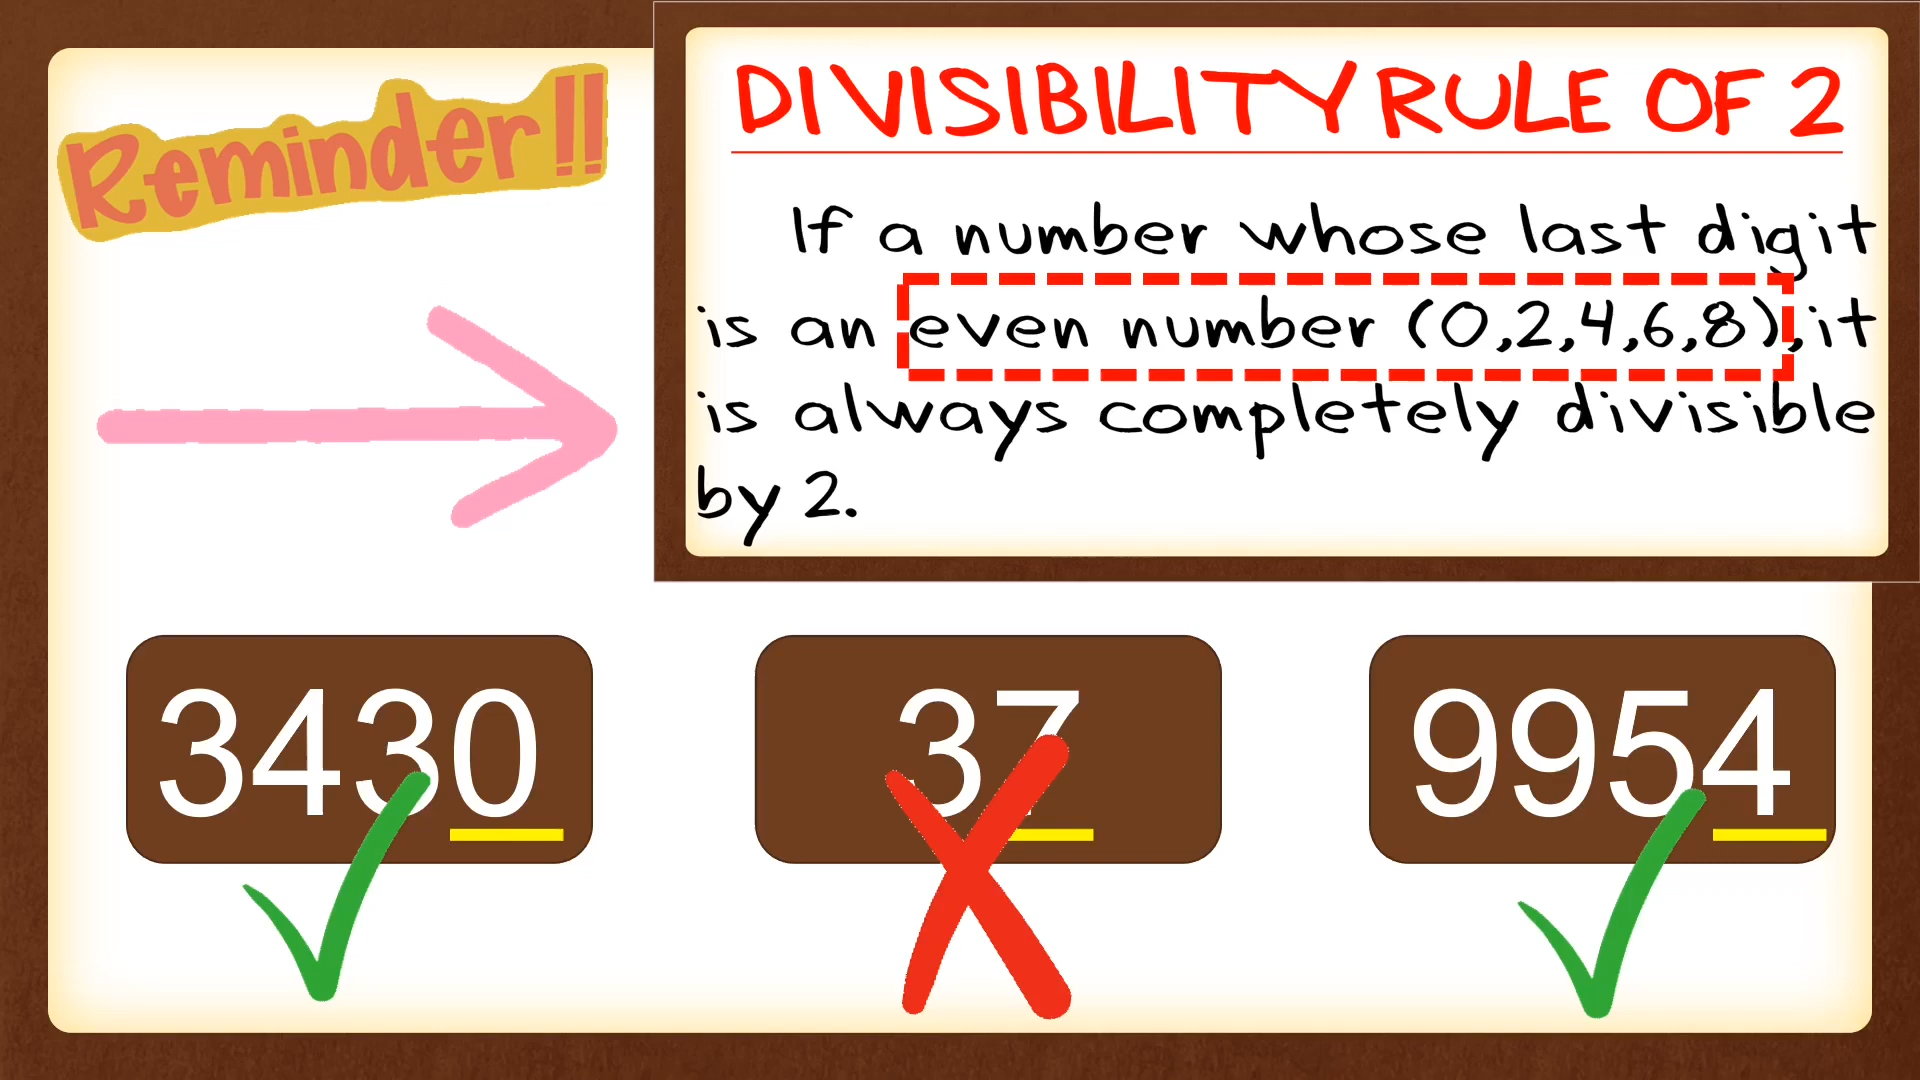 Reminder!!
DIVISIBILITY RULE OF 2
If a number whose last digit
is an even number (0,2,4,6,8),it
is always completely divisible
by 2.
3430
37
9954